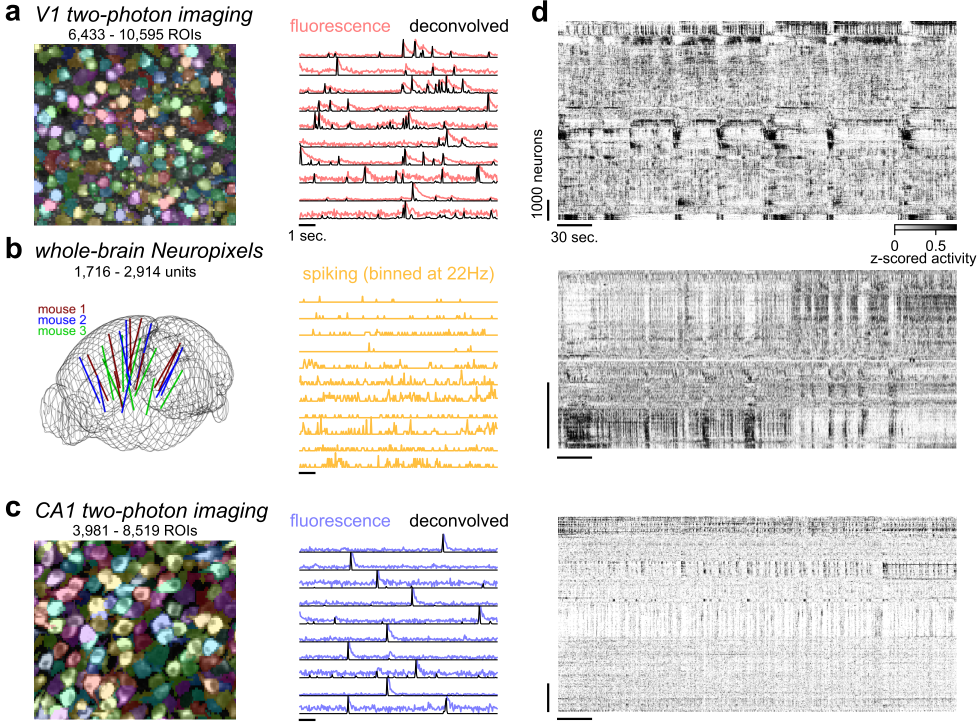 a
V1 two-photon imaging
6,433 - 10,595 ROIs
fluorescence deconvolved
1 sec.
b
whole-brain Neuropixels
1,716 - 2,914 units
mouse 1
mouse 2
mouse 3
spiking (binned at 22Hz)
c
CA1 two-photon imaging
3,981 - 8,519 ROIs
fluorescence deconvolved
d
1000 neurons
30 sec.
0 0.5
z-scored activity